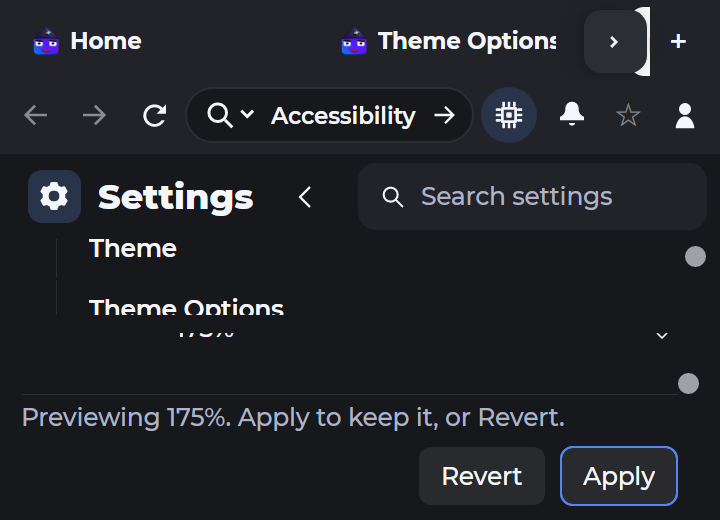 Home
Theme Options
Accessibility
Settings
Search settings
Theme
Theme Options
175%
Previewing 175%. Apply to keep it, or Revert.
Revert
Apply